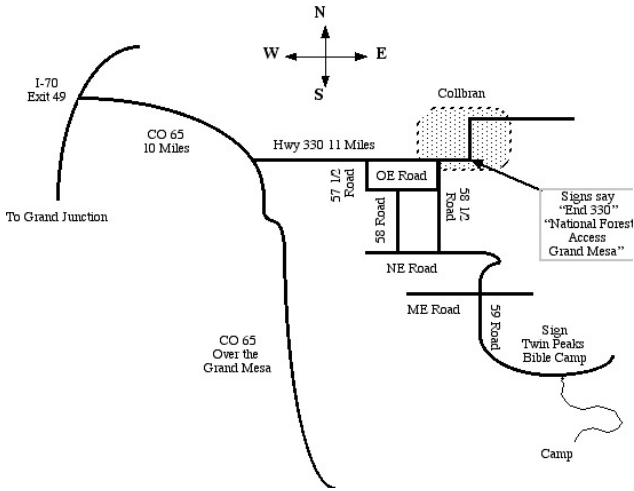 N
W
E
S
I-70
Exit 49
Collbran
CO 65
10 Miles
Hwy 330 11 Miles
57 1/2
Road
OE Road
58 Road
58 1/2
Road
Signs say
"End 330"
"National Forest
Access
Grand Mesa"
To Grand Junction
NE Road
ME Road
59 Road
Sign
Twin Peaks
Bible Camp
CO 65
Over the
Grand Mesa
Camp